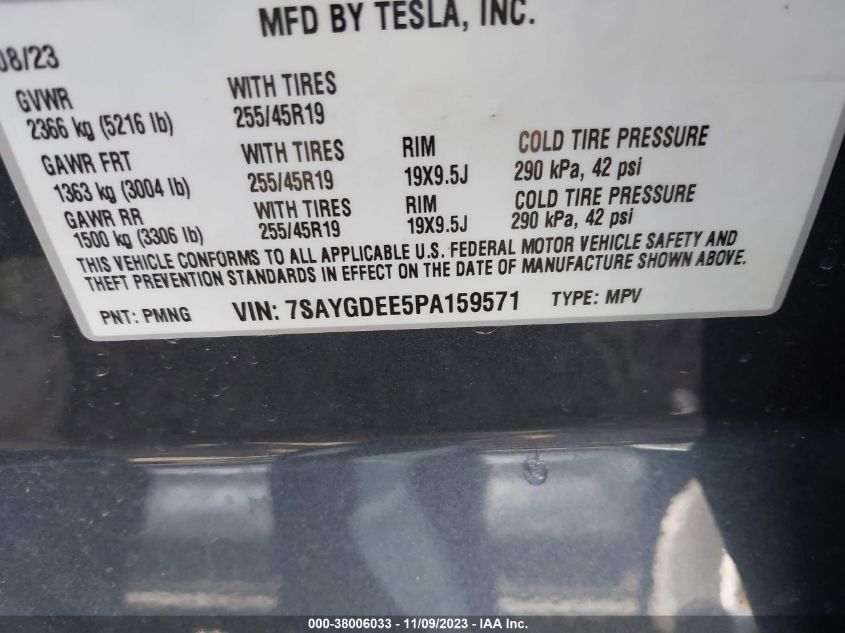 MFD BY TESLA, INC.
08/23
GVWR WITH TIRES
2366 kg (5216 lb) 255/45R19
GAWR FRT WITH TIRES RIM COLD TIRE PRESSURE
1363 kg (3004 lb) 255/45R19 19X9.5J 290 kPa, 42 psi
GAWR RR WITH TIRES RIM COLD TIRE PRESSURE
1500 kg (3306 lb) 255/45R19 19X9.5J 290 kPa, 42 psi
THIS VEHICLE CONFORMS TO ALL APPLICABLE U.S. FEDERAL MOTOR VEHICLE SAFETY AND
THEFT PREVENTION STANDARDS IN EFFECT ON THE DATE OF MANUFACTURE SHOWN ABOVE.
PNT: PMNG VIN: 7SAYGDEE5PA159571 TYPE: MPV
000-38006033 - 11/09/2023 - IAA Inc.